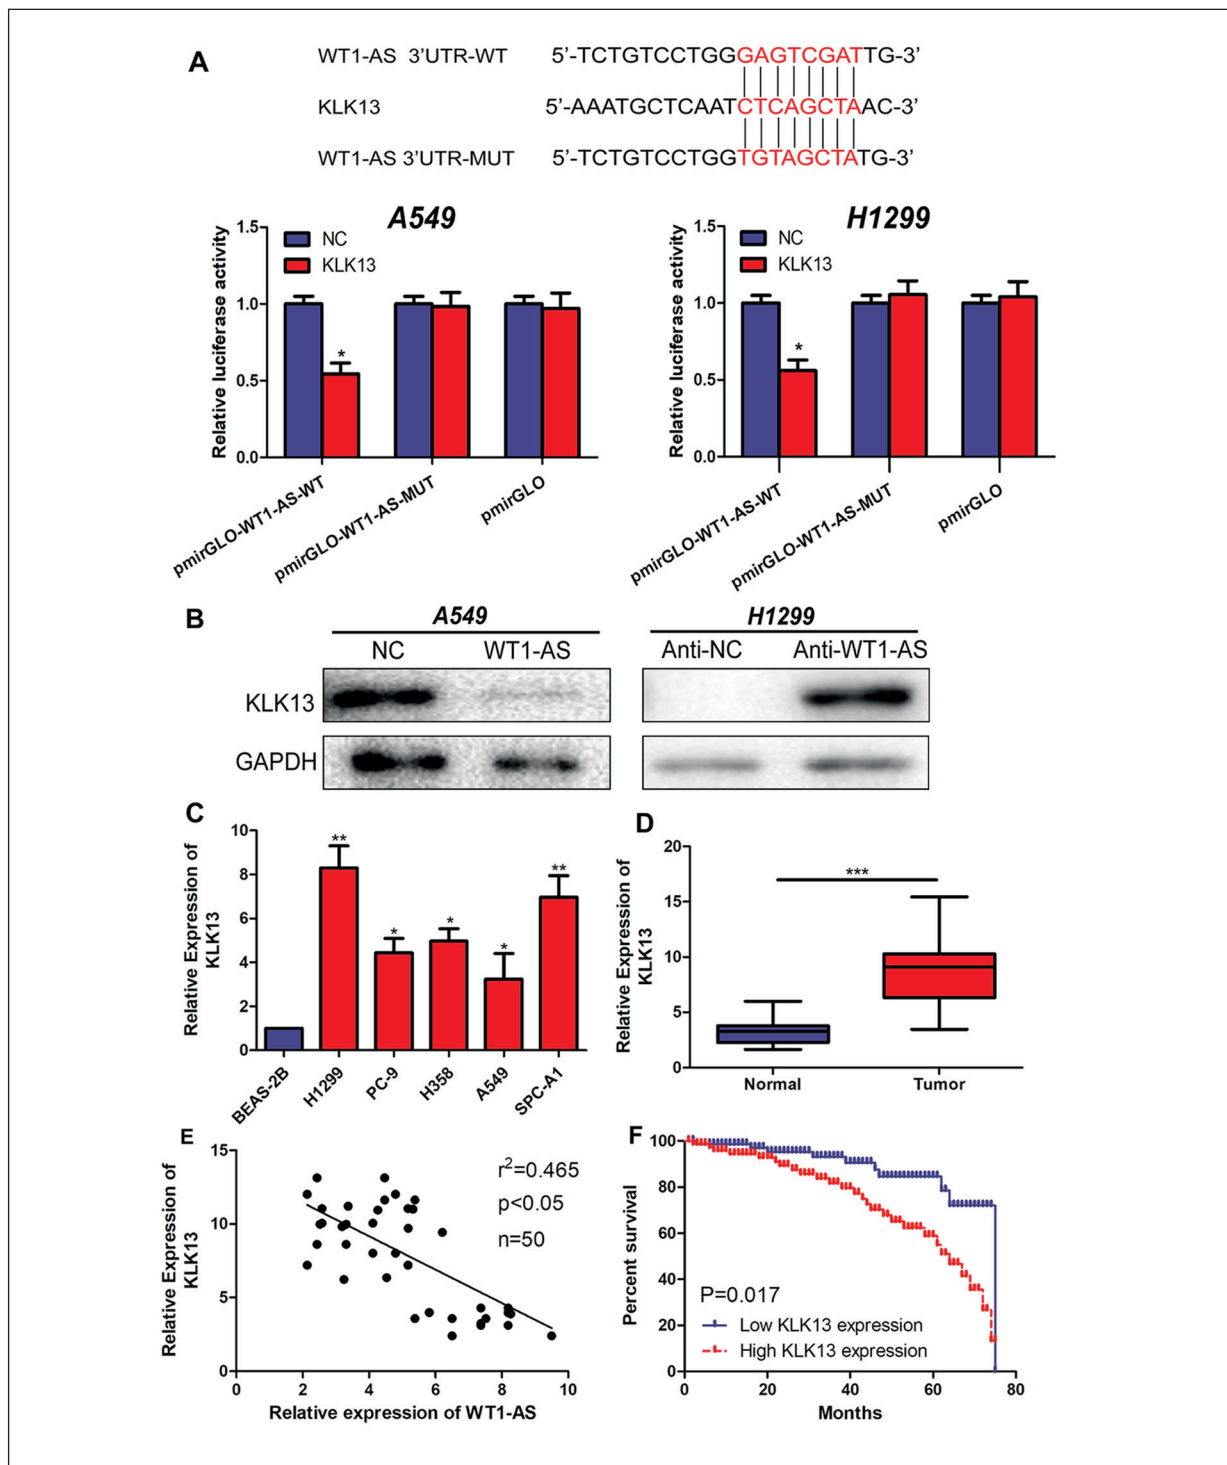 A
WT1-AS 3'UTR-WT 5'-TCTGTCCTGGGAGTCGATTG-3'
KLK13 5'-AAATGCTCAATCTCAGCTAAAC-3'
WT1-AS 3'UTR-MUT 5'-TCTGTCCTGGTGTAGCTATG-3'
A549
Relative luciferase activity
1.5
1.0
0.5
0.0
NC
KLK13
*
pmirGLO-WT1-AS-WT
pmirGLO-WT1-AS-MUT
pmirGLO
H1299
Relative luciferase activity
1.5
1.0
0.5
0.0
NC
KLK13
*
pmirGLO-WT1-AS-WT
pmirGLO-WT1-AS-MUT
pmirGLO
B
A549
NC WT1-AS
H1299
Anti-NC Anti-WT1-AS
KLK13
GAPDH
C
Relative Expression of
KLK13
10
8
6
4
2
0
** * * * **
BEAS-2B
H1299
PC-9
H358
A549
SPC-A1
D
Relative Expression of
KLK13
20
15
10
5
0
***
Normal Tumor
E
Relative Expression of
KLK13
15
10
5
0
r²=0.465
p<0.05
n=50
0 2 4 6 8 10
Relative expression of WT1-AS
F
Percent survival
100
80
60
40
20
0
P=0.017
Low KLK13 expression
High KLK13 expression
0 20 40 60 80
Months